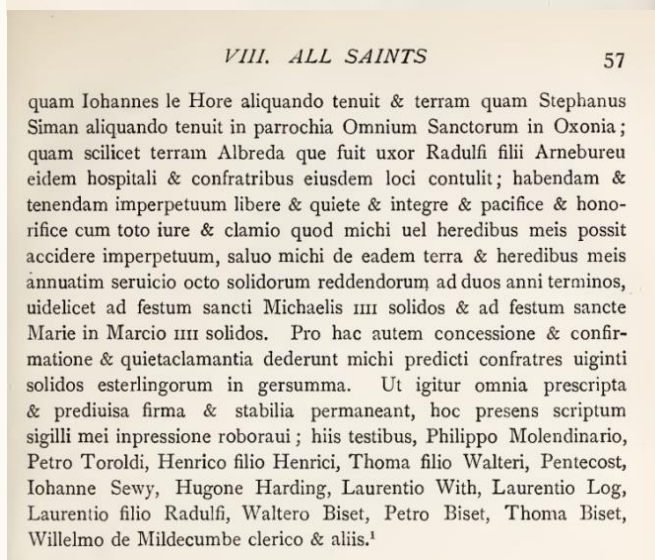 VIII. ALL SAINTS 57
quam Iohannes le Hore aliquando tenuit & terram quam Stephanus
Siman aliquando tenuit in parrochia Omnium Sanctorum in Oxonia;
quam scilicet terram Albreda que fuit uxor Radulfi filii Arnebureu
eidem hospitali & confratribus eiusdem loci contulit; habendam &
tenendam imperpetuum libere & quiete & integre & pacifice & hono-
rifice cum toto iure & clamio quod michi uel heredibus meis possit
accidere imperpetuum, saluo michi de eadem terra & heredibus meis
annuatim seruicio octo solidorum reddendorum ad duos anni terminos,
uidelicet ad festum sancti Michaelis IIII solidos & ad festum sancte
Marie in Marcio IIII solidos. Pro hac autem concessione & confir-
matione & quietaclamantia dederunt michi predicti confratres uiginti
solidos esterlingorum in gersumma. Ut igitur omnia prescripta
& prediuisa firma & stabilia permaneant, hoc presens scriptum
sigilli mei inpressione roboraui; hiis testibus, Philippo Molendinario,
Petro Toroldi, Henrico filio Henrici, Thoma filio Walteri, Pentecost,
Iohanne Sewy, Hugone Harding, Laurentio With, Laurentio Log,
Laurentio filio Radulfi, Waltero Biset, Petro Biset, Thoma Biset,
Willelmo de Mildecumbe clerico & aliis.¹